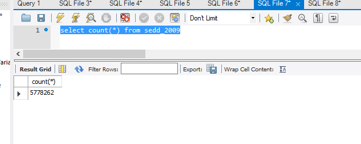 Query 1 SQL File 3* SQL File 4* SQL File 5 SQL File 6* SQL File 7* SQL File 8*
Don't Limit
1 select count(*) from sedd_2009
Result Grid Filter Rows: Export: Wrap Cell Content:
count(*)
5778262